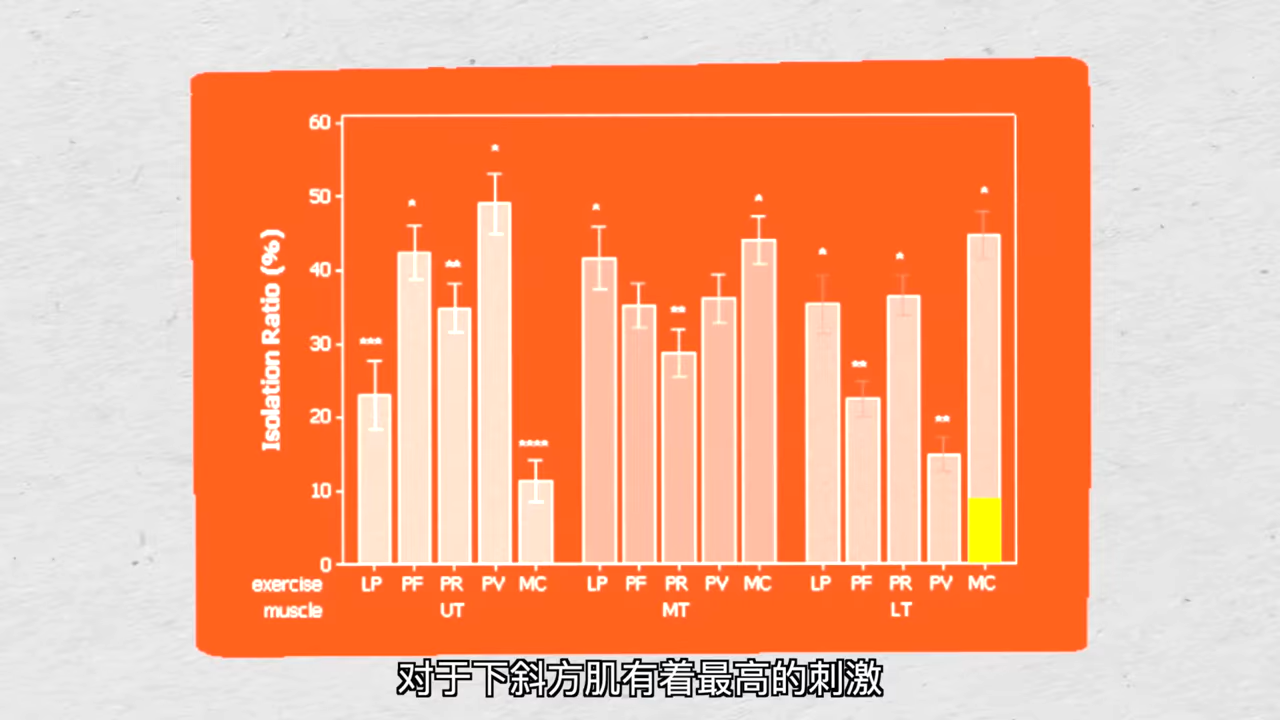 60
50
40
30
20
10
0
Isolation Ratio (%)
* ** * **** *** * ** * * ** * ** *
exercise LP PF PR PV MC LP PF PR PV MC LP PF PR PV MC
muscle UT MT LT
对于下斜方肌有着最高的刺激